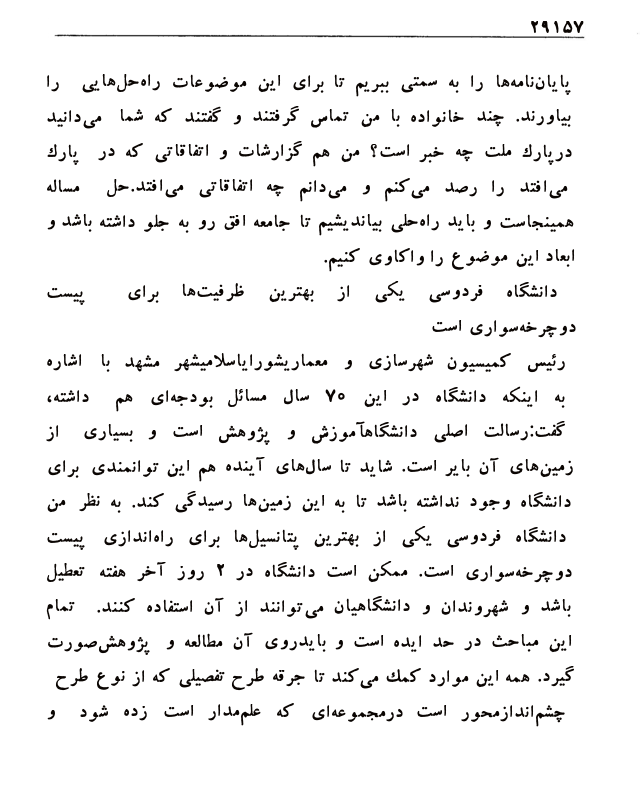 ۲۹۱۵۷
پایان‌نامه‌ها را به سمتی ببریم تا برای این موضوعات راه‌حل‌هایی را
بیاورند. چند خانواده با من تماس گرفتند و گفتند که شما می‌دانید
درپارك ملت چه خبر است؟ من هم گزارشات و اتفاقاتی که در پارك
می‌افتد را رصد می‌کنم و می‌دانم چه اتفاقاتی می‌افتد.حل مساله
همینجاست و باید راه‌حلی بیاندیشیم تا جامعه افق رو به جلو داشته باشد و
ابعاد این موضوع را واکاوی کنیم.
دانشگاه فردوسی یکی از بهترین ظرفیت‌ها برای پیست
دوچرخه‌سواری است
رئیس کمیسیون شهرسازی و معماریشورایاسلامیشهر مشهد با اشاره
به اینکه دانشگاه در این ۷۰ سال مسائل بودجه‌ای هم داشته،
گفت:رسالت اصلی دانشگاهآموزش و پژوهش است و بسیاری از
زمین‌های آن بایر است. شاید تا سال‌های آینده هم این توانمندی برای
دانشگاه وجود نداشته باشد تا به این زمین‌ها رسیدگی کند. به نظر من
دانشگاه فردوسی یکی از بهترین پتانسیل‌ها برای راه‌اندازی پیست
دوچرخه‌سواری است. ممکن است دانشگاه در ۲ روز آخر هفته تعطیل
باشد و شهروندان و دانشگاهیان می‌توانند از آن استفاده کنند. تمام
این مباحث در حد ایده است و بایدروی آن مطالعه و پژوهش‌صورت
گیرد. همه این موارد کمك می‌کند تا جرقه طرح تفصیلی که از نوع طرح
چشم‌اندازمحور است درمجموعه‌ای که علم‌مدار است زده شود و